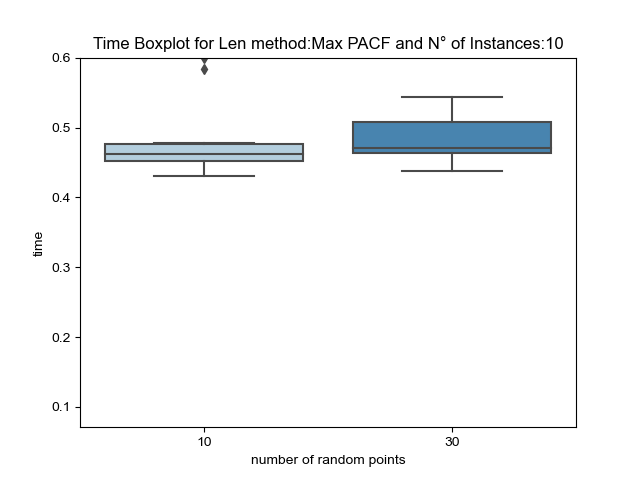 Time Boxplot for Len method:Max PACF and N° of Instances:10
0.6
0.5
0.4
0.3
0.2
0.1
time
10
30
number of random points